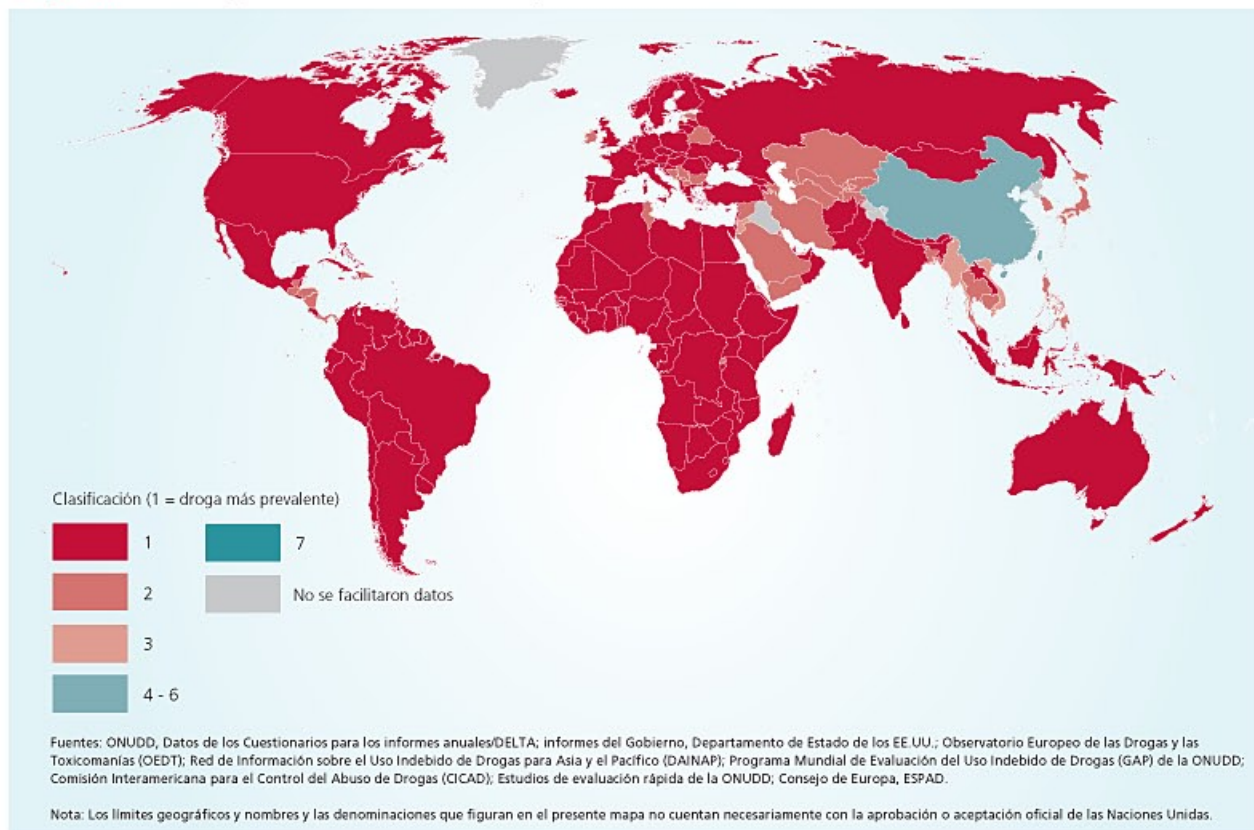 Clasificación (1 = droga más prevalente)
1
7
2
No se facilitaron datos
3
4 - 6
Fuentes: ONUDD, Datos de los Cuestionarios para los informes anuales/DELTA; informes del Gobierno, Departamento de Estado de los EE.UU.; Observatorio Europeo de las Drogas y las
Toxicomanías (OEDT); Red de Información sobre el Uso Indebido de Drogas para Asia y el Pacífico (DAINAP); Programa Mundial de Evaluación del Uso Indebido de Drogas (GAP) de la ONUDD;
Comisión Interamericana para el Control del Abuso de Drogas (CICAD); Estudios de evaluación rápida de la ONUDD; Consejo de Europa, ESPAD.
Nota: Los límites geográficos y nombres y las denominaciones que figuran en el presente mapa no cuentan necesariamente con la aprobación o aceptación oficial de las Naciones Unidas.